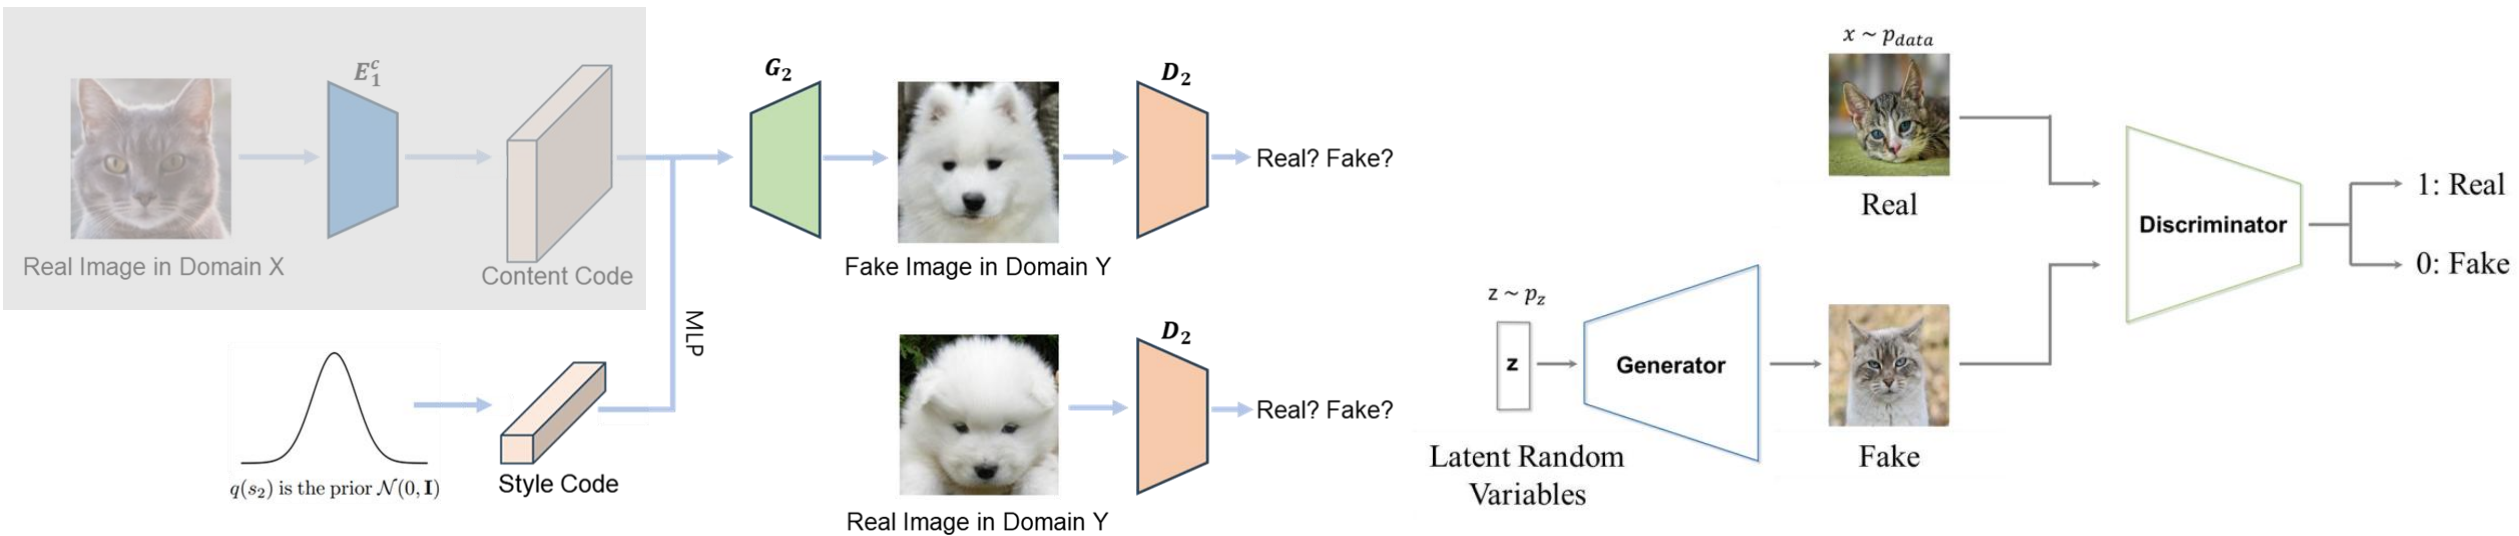 E₁ᶜ
Real Image in Domain X
Content Code
G₂
Fake Image in Domain Y
D₂
Real? Fake?
MLP
q(s₂) is the prior 𝒩(0, I)
Style Code
Real Image in Domain Y
D₂
Real? Fake?
x ~ p_data
Real
z ~ p_z
z
Latent Random
Variables
Generator
Fake
Discriminator
1: Real
0: Fake